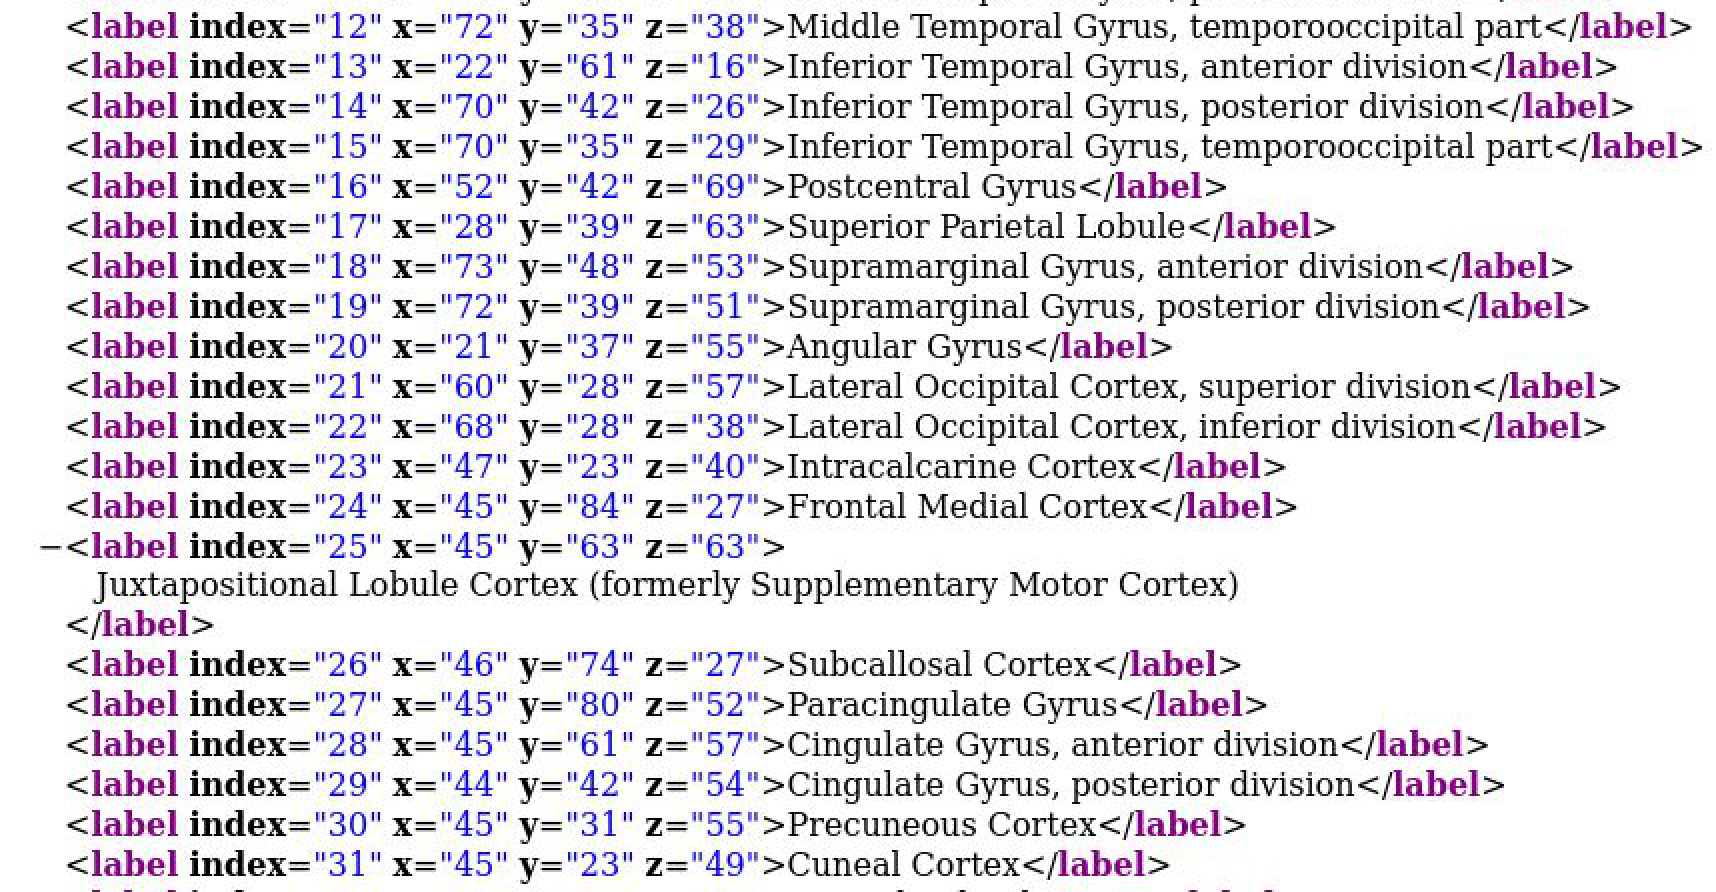 <label index="12" x="72" y="35" z="38">Middle Temporal Gyrus, temporooccipital part</label>
<label index="13" x="22" y="61" z="16">Inferior Temporal Gyrus, anterior division</label>
<label index="14" x="70" y="42" z="26">Inferior Temporal Gyrus, posterior division</label>
<label index="15" x="70" y="35" z="29">Inferior Temporal Gyrus, temporooccipital part</label>
<label index="16" x="52" y="42" z="69">Postcentral Gyrus</label>
<label index="17" x="28" y="39" z="63">Superior Parietal Lobule</label>
<label index="18" x="73" y="48" z="53">Supramarginal Gyrus, anterior division</label>
<label index="19" x="72" y="39" z="51">Supramarginal Gyrus, posterior division</label>
<label index="20" x="21" y="37" z="55">Angular Gyrus</label>
<label index="21" x="60" y="28" z="57">Lateral Occipital Cortex, superior division</label>
<label index="22" x="68" y="28" z="38">Lateral Occipital Cortex, inferior division</label>
<label index="23" x="47" y="23" z="40">Intracalcarine Cortex</label>
<label index="24" x="45" y="84" z="27">Frontal Medial Cortex</label>
−<label index="25" x="45" y="63" z="63">
Juxtapositional Lobule Cortex (formerly Supplementary Motor Cortex)
</label>
<label index="26" x="46" y="74" z="27">Subcallosal Cortex</label>
<label index="27" x="45" y="80" z="52">Paracingulate Gyrus</label>
<label index="28" x="45" y="61" z="57">Cingulate Gyrus, anterior division</label>
<label index="29" x="44" y="42" z="54">Cingulate Gyrus, posterior division</label>
<label index="30" x="45" y="31" z="55">Precuneous Cortex</label>
<label index="31" x="45" y="23" z="49">Cuneal Cortex</label>